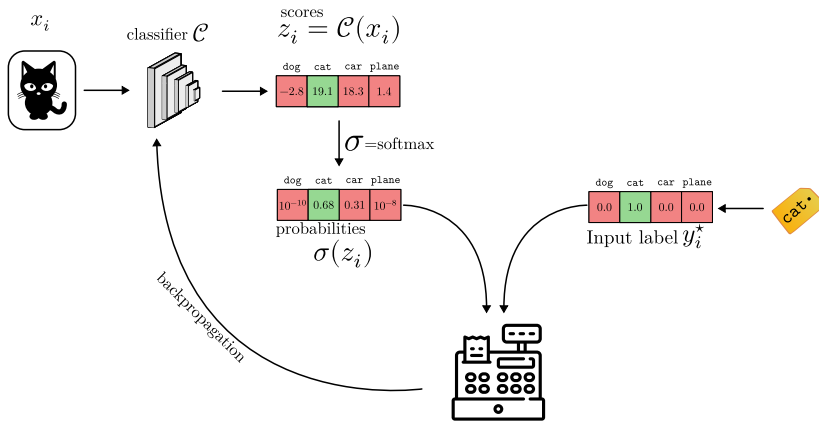 x_i
classifier 𝒞
scores
z_i = 𝒞(x_i)
dog cat car plane
−2.8 19.1 18.3 1.4
σ=softmax
dog cat car plane
10^{−10} 0.68 0.31 10^{−8}
probabilities
σ(z_i)
dog cat car plane
0.0 1.0 0.0 0.0
Input label y_i^⋆
cat
backpropagation